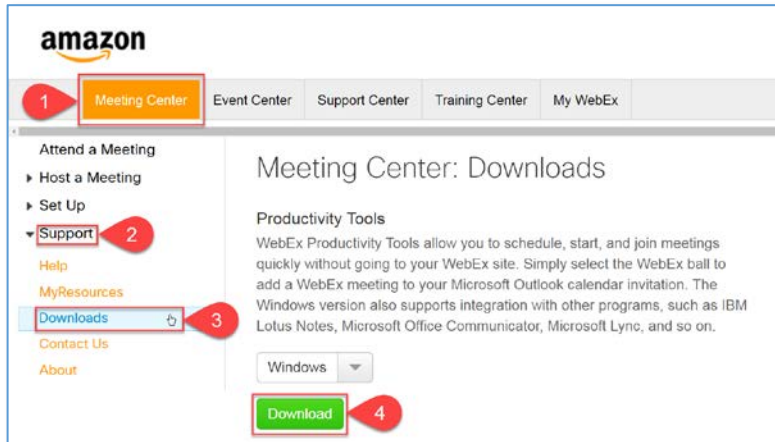 amazon
1
Meeting Center
Event Center
Support Center
Training Center
My WebEx
Attend a Meeting
Host a Meeting
Set Up
Support
2
Help
MyResources
Downloads
3
Contact Us
About
Meeting Center: Downloads
Productivity Tools
WebEx Productivity Tools allow you to schedule, start, and join meetings
quickly without going to your WebEx site. Simply select the WebEx ball to
add a WebEx meeting to your Microsoft Outlook calendar invitation. The
Windows version also supports integration with other programs, such as IBM
Lotus Notes, Microsoft Office Communicator, Microsoft Lync, and so on.
Windows
Download
4